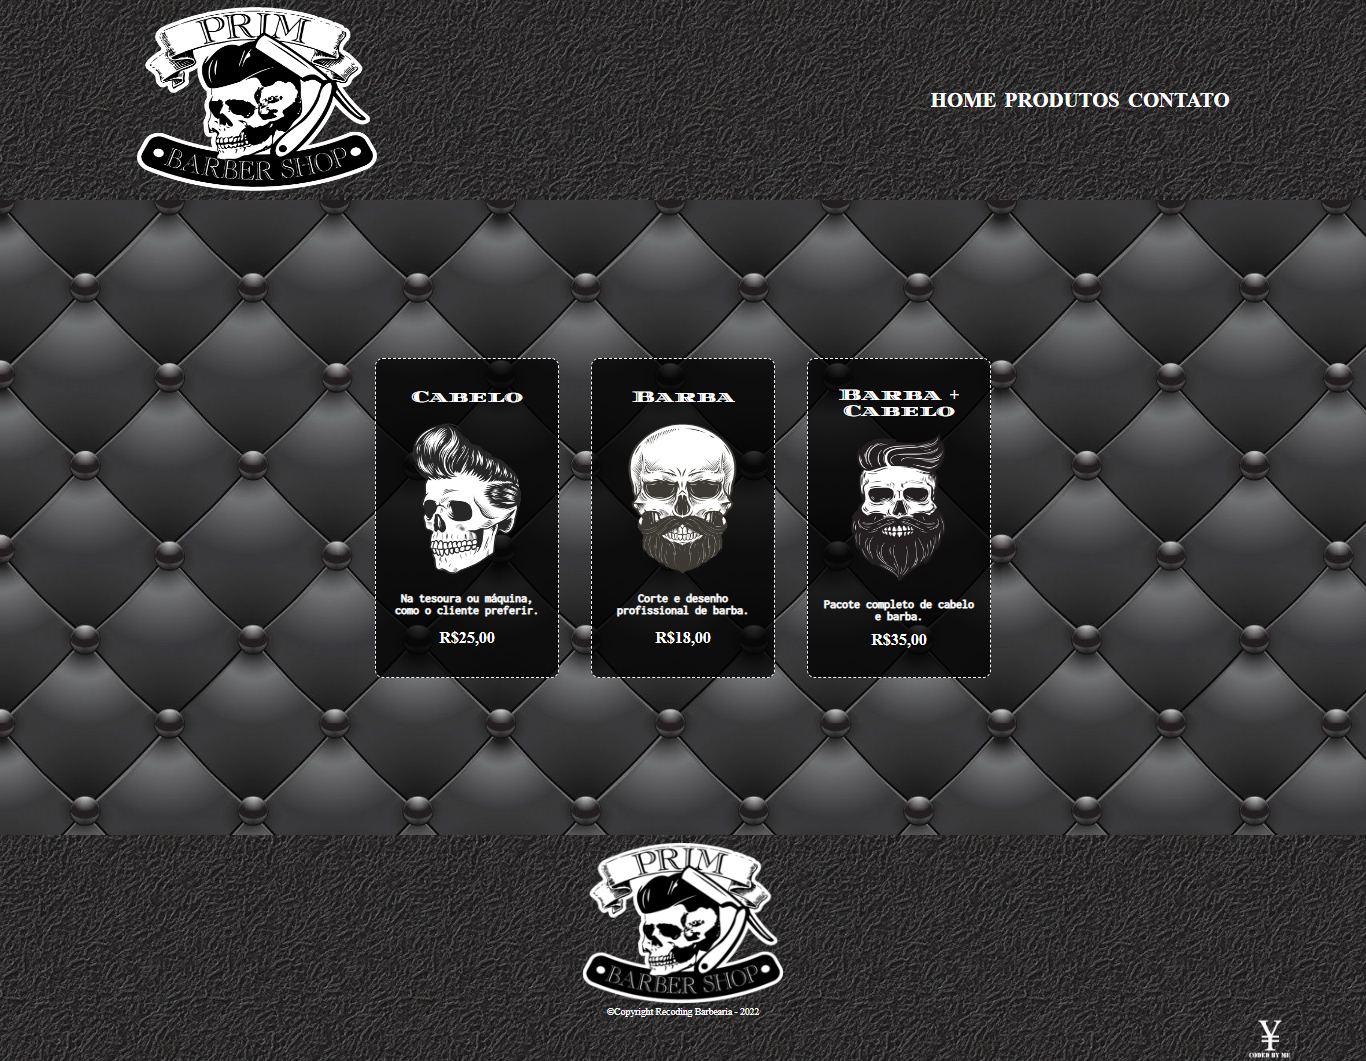 PRIM
BARBER SHOP
HOME PRODUTOS CONTATO
Cabelo
Na tesoura ou máquina,
como o cliente preferir.
R$25,00
Barba
Corte e desenho
profissional de barba.
R$18,00
Barba +
Cabelo
Pacote completo de cabelo
e barba.
R$35,00
PRIM
BARBER SHOP
©Copyright Recoding Barbearia - 2022
¥
CODED BY ME